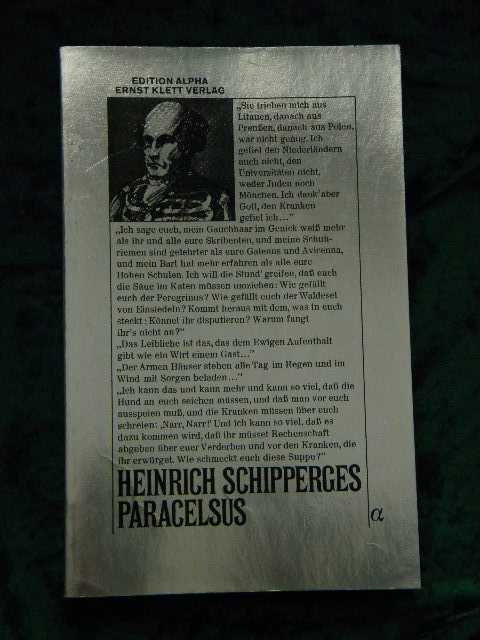 EDITION ALPHA
ERNST KLETT VERLAG
„Sie trieben mich aus
Litauen, danach aus
Preußen, danach aus Polen,
war nicht genug. Ich
gefiel den Niederländern
auch nicht, den
Universitäten nicht,
weder Juden noch
Mönchen. Ich dank' aber
Gott, den Kranken
gefiel ich...“
„Ich sage euch, mein Gauchhaar im Genick weiß mehr
als ihr und alle eure Skribenten, und meine Schuh-
riemen sind gelehrter als eure Galenus und Avicenna,
und mein Bart hat mehr erfahren als alle eure
Hohen Schulen. Ich will die Stund' greifen, daß euch
die Säue im Katen müssen umziehen: Wie gefällt
euch der Peregrinus? Wie gefällt euch der Waldesel
von Einsiedeln? Kommt heraus mit dem, was in euch
steckt: Könnet ihr disputieren? Warum fangt
ihr's nicht an?“
„Das Leibliche ist das, das dem Ewigen Aufenthalt
gibt wie ein Wirt einem Gast...“
„Der Armen Häuser stehen alle Tag im Regen und im
Wind mit Sorgen beladen...“
„Ich kann das und kann mehr und kann so viel, daß die
Hund an euch seichen müssen, und daß man vor euch
ausspeien muß, und die Kranken müssen über euch
schreien: ‚Narr, Narr!' Und ich kann so viel, daß es
dazu kommen wird, daß ihr müsset Rechenschaft
abgeben über euer Verderben und vor den Kranken, die
ihr erwürget. Wie schmeckt euch diese Suppe?“
HEINRICH SCHIPPERGES
PARACELSUS
α